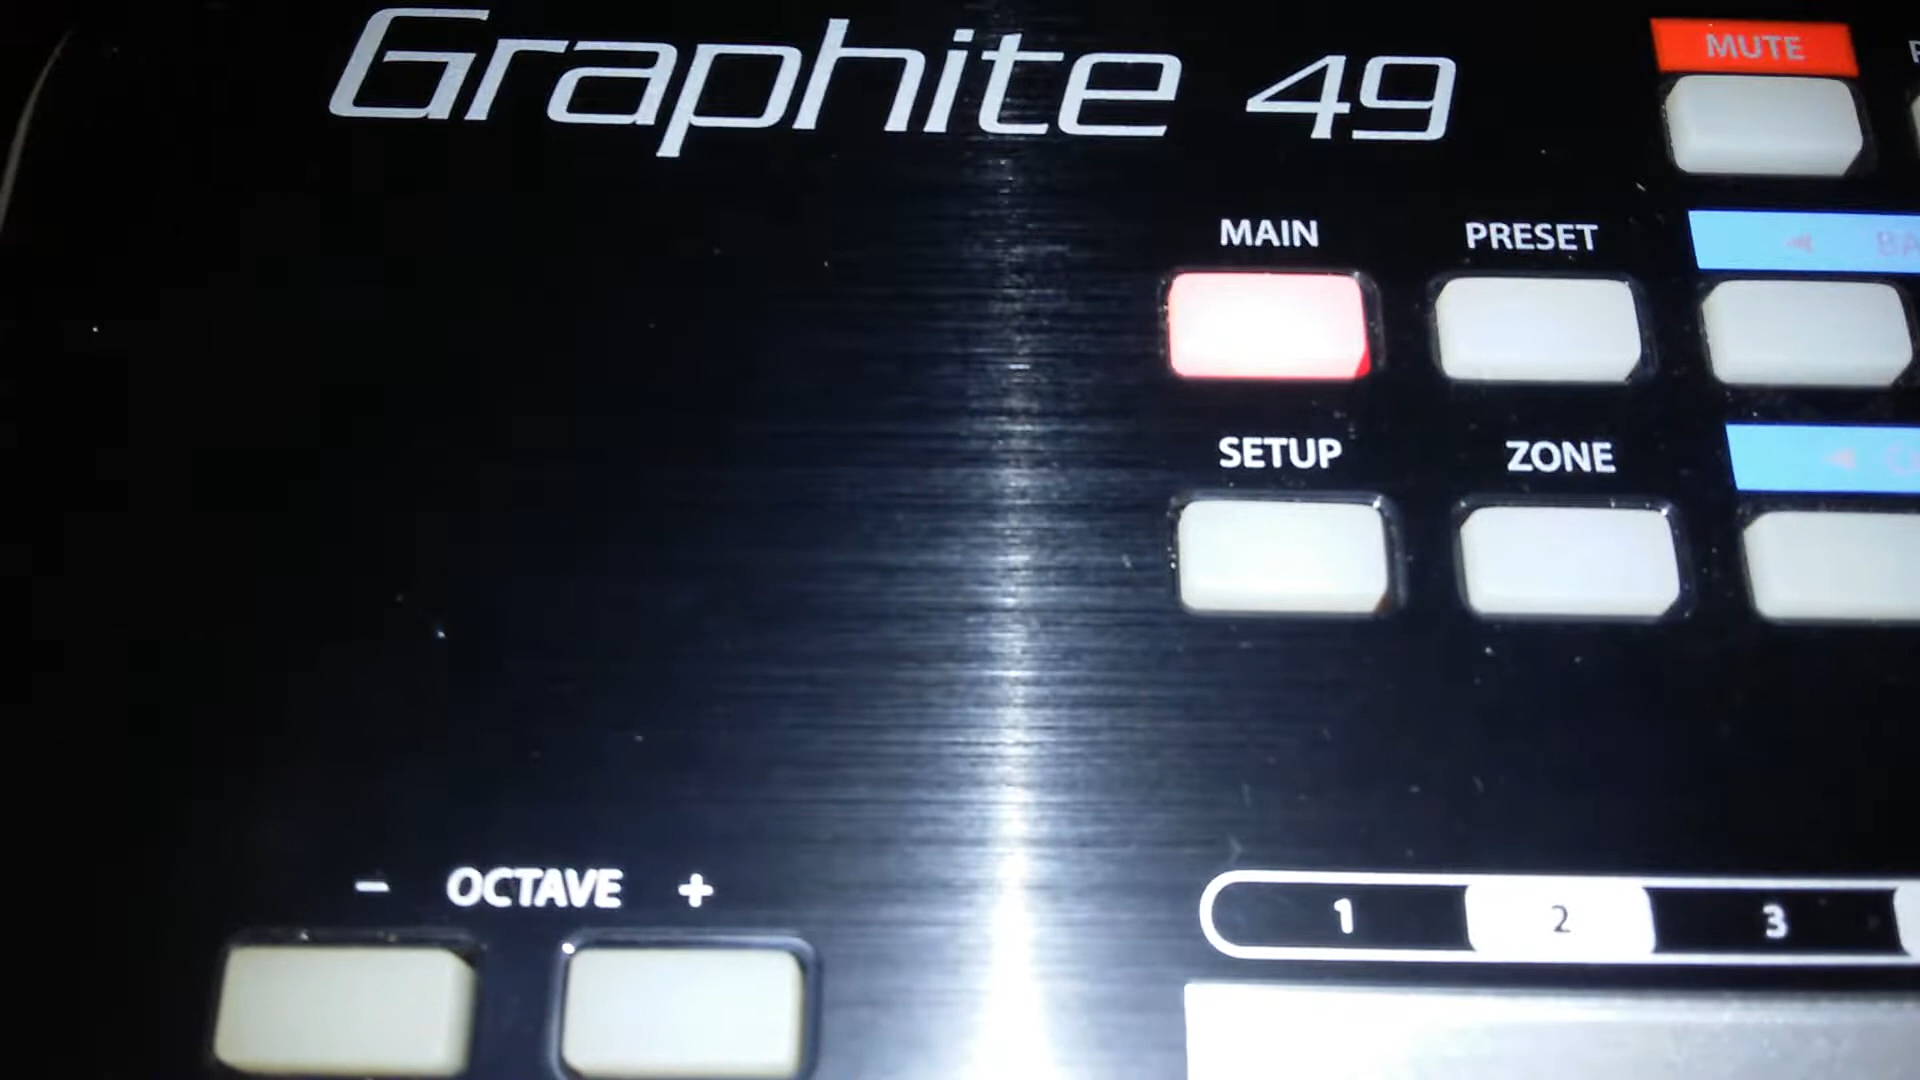 Graphite 49
MUTE
MAIN PRESET
SETUP ZONE
- OCTAVE +
1 2 3